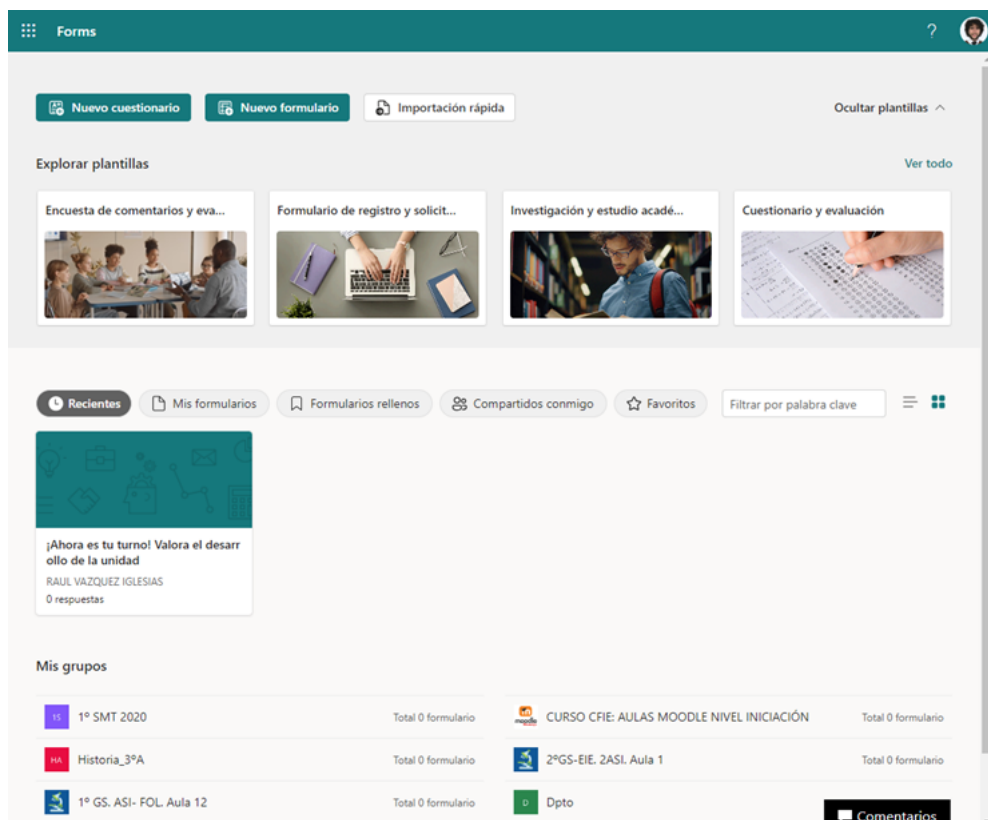 Forms
?
Nuevo cuestionario
Nuevo formulario
Importación rápida
Ocultar plantillas
Explorar plantillas
Ver todo
Encuesta de comentarios y eva...
Formulario de registro y solicit...
Investigación y estudio acadé...
Cuestionario y evaluación
Recientes
Mis formularios
Formularios rellenos
Compartidos conmigo
Favoritos
Filtrar por palabra clave
¡Ahora es tu turno! Valora el desarr
ollo de la unidad
RAUL VAZQUEZ IGLESIAS
0 respuestas
Mis grupos
1S
1º SMT 2020
Total 0 formulario
moodle
CURSO CFIE: AULAS MOODLE NIVEL INICIACIÓN
Total 0 formulario
HA
Historia_3ºA
Total 0 formulario
2ºGS-EIE. 2ASI. Aula 1
Total 0 formulario
1º GS. ASI- FOL. Aula 12
Total 0 formulario
D
Dpto
Comentarios